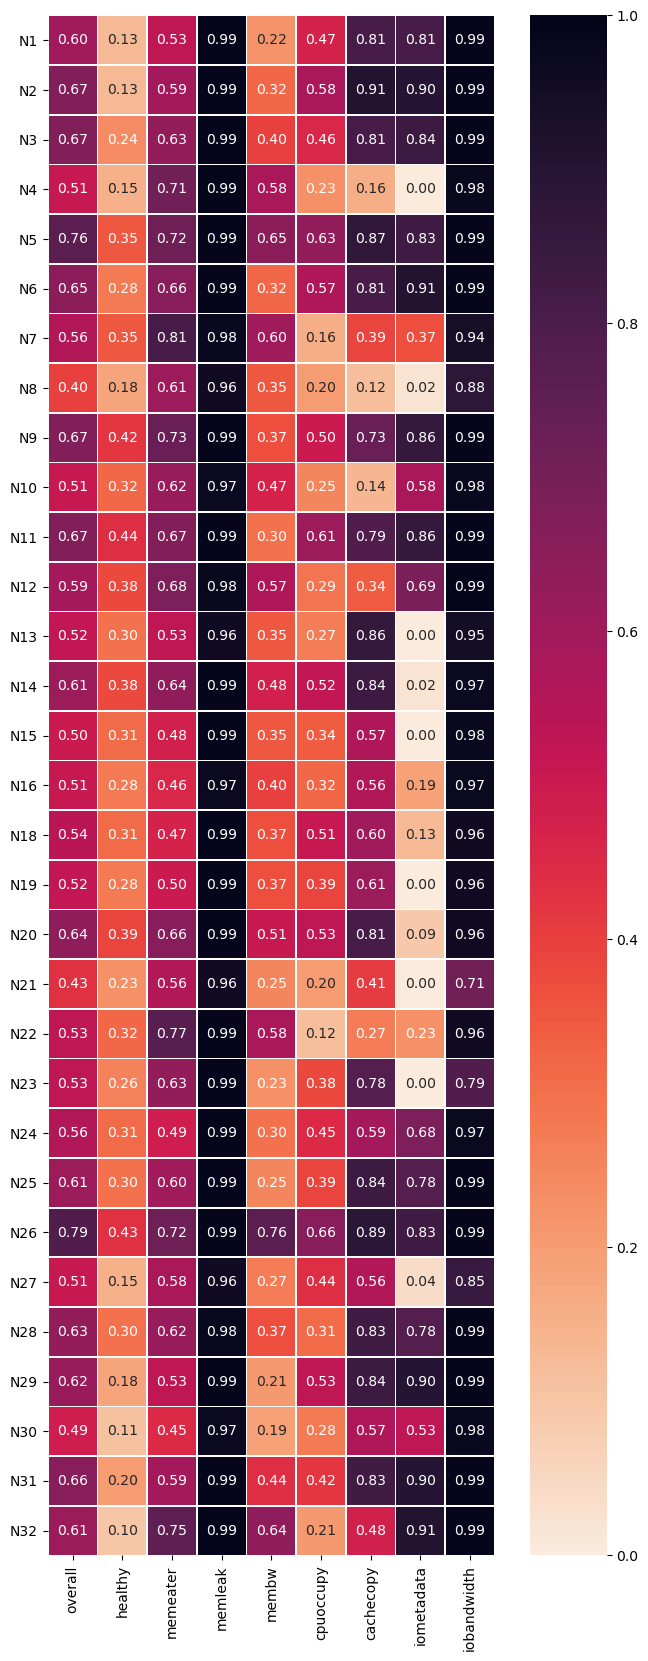 N1 0.60 0.13 0.53 0.99 0.22 0.47 0.81 0.81 0.99
N2 0.67 0.13 0.59 0.99 0.32 0.58 0.91 0.90 0.99
N3 0.67 0.24 0.63 0.99 0.40 0.46 0.81 0.84 0.99
N4 0.51 0.15 0.71 0.99 0.58 0.23 0.16 0.00 0.98
N5 0.76 0.35 0.72 0.99 0.65 0.63 0.87 0.83 0.99
N6 0.65 0.28 0.66 0.99 0.32 0.57 0.81 0.91 0.99
N7 0.56 0.35 0.81 0.98 0.60 0.16 0.39 0.37 0.94
N8 0.40 0.18 0.61 0.96 0.35 0.20 0.12 0.02 0.88
N9 0.67 0.42 0.73 0.99 0.37 0.50 0.73 0.86 0.99
N10 0.51 0.32 0.62 0.97 0.47 0.25 0.14 0.58 0.98
N11 0.67 0.44 0.67 0.99 0.30 0.61 0.79 0.86 0.99
N12 0.59 0.38 0.68 0.98 0.57 0.29 0.34 0.69 0.99
N13 0.52 0.30 0.53 0.96 0.35 0.27 0.86 0.00 0.95
N14 0.61 0.38 0.64 0.99 0.48 0.52 0.84 0.02 0.97
N15 0.50 0.31 0.48 0.99 0.35 0.34 0.57 0.00 0.98
N16 0.51 0.28 0.46 0.97 0.40 0.32 0.56 0.19 0.97
N18 0.54 0.31 0.47 0.99 0.37 0.51 0.60 0.13 0.96
N19 0.52 0.28 0.50 0.99 0.37 0.39 0.61 0.00 0.96
N20 0.64 0.39 0.66 0.99 0.51 0.53 0.81 0.09 0.96
N21 0.43 0.23 0.56 0.96 0.25 0.20 0.41 0.00 0.71
N22 0.53 0.32 0.77 0.99 0.58 0.12 0.27 0.23 0.96
N23 0.53 0.26 0.63 0.99 0.23 0.38 0.78 0.00 0.79
N24 0.56 0.31 0.49 0.99 0.30 0.45 0.59 0.68 0.97
N25 0.61 0.30 0.60 0.99 0.25 0.39 0.84 0.78 0.99
N26 0.79 0.43 0.72 0.99 0.76 0.66 0.89 0.83 0.99
N27 0.51 0.15 0.58 0.96 0.27 0.44 0.56 0.04 0.85
N28 0.63 0.30 0.62 0.98 0.37 0.31 0.83 0.78 0.99
N29 0.62 0.18 0.53 0.99 0.21 0.53 0.84 0.90 0.99
N30 0.49 0.11 0.45 0.97 0.19 0.28 0.57 0.53 0.98
N31 0.66 0.20 0.59 0.99 0.44 0.42 0.83 0.90 0.99
N32 0.61 0.10 0.75 0.99 0.64 0.21 0.48 0.91 0.99
overall healthy memeater memleak membw cpuoccupy cachecopy iometadata iobandwidth
1.0
0.8
0.6
0.4
0.2
0.0